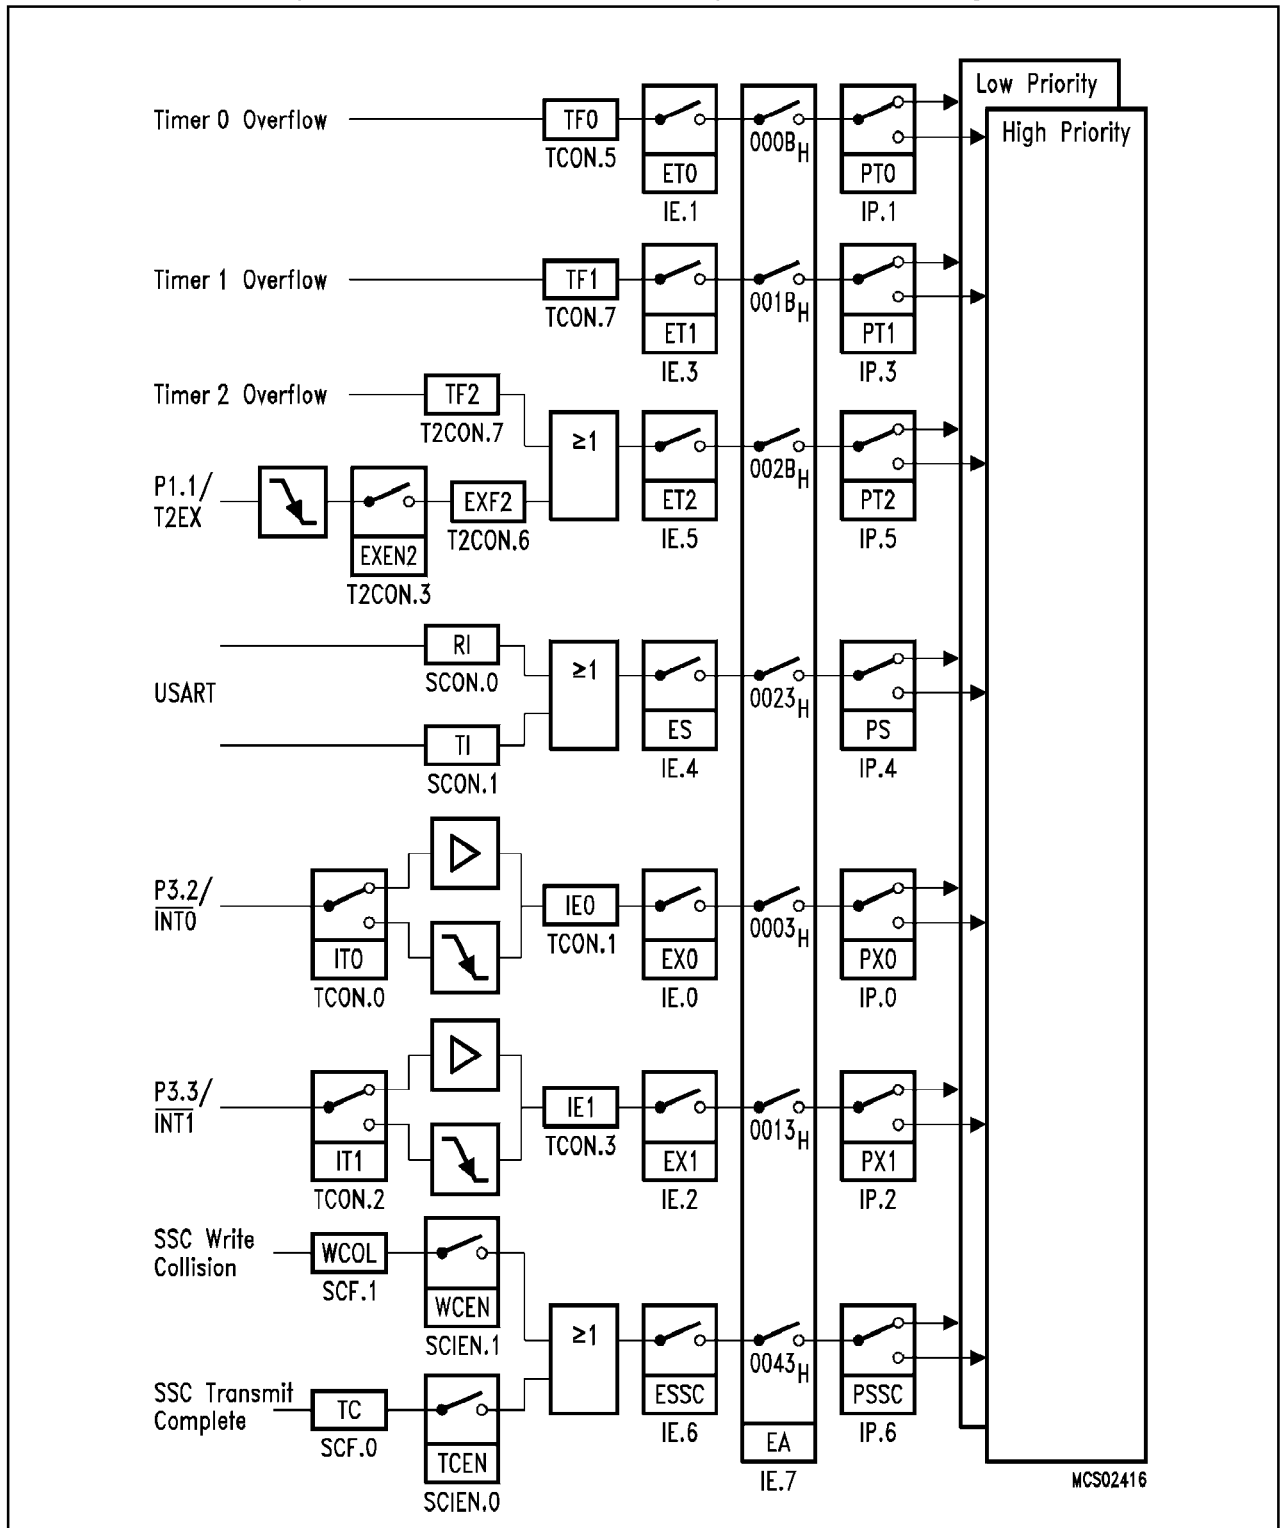 Low Priority
High Priority
Timer 0 Overflow
TF0
TCON.5
ET0
IE.1
000BH
PT0
IP.1
Timer 1 Overflow
TF1
TCON.7
ET1
IE.3
001BH
PT1
IP.3
Timer 2 Overflow
TF2
T2CON.7
P1.1/
T2EX
EXEN2
T2CON.3
EXF2
T2CON.6
≥1
ET2
IE.5
002BH
PT2
IP.5
USART
RI
SCON.0
TI
SCON.1
≥1
ES
IE.4
0023H
PS
IP.4
P3.2/
INT0
IT0
TCON.0
IE0
TCON.1
EX0
IE.0
0003H
PX0
IP.0
P3.3/
INT1
IT1
TCON.2
IE1
TCON.3
EX1
IE.2
0013H
PX1
IP.2
SSC Write
Collision
WCOL
SCF.1
WCEN
SCIEN.1
SSC Transmit
Complete
TC
SCF.0
TCEN
SCIEN.0
≥1
ESSC
IE.6
0043H
EA
IE.7
PSSC
IP.6
MCS02416